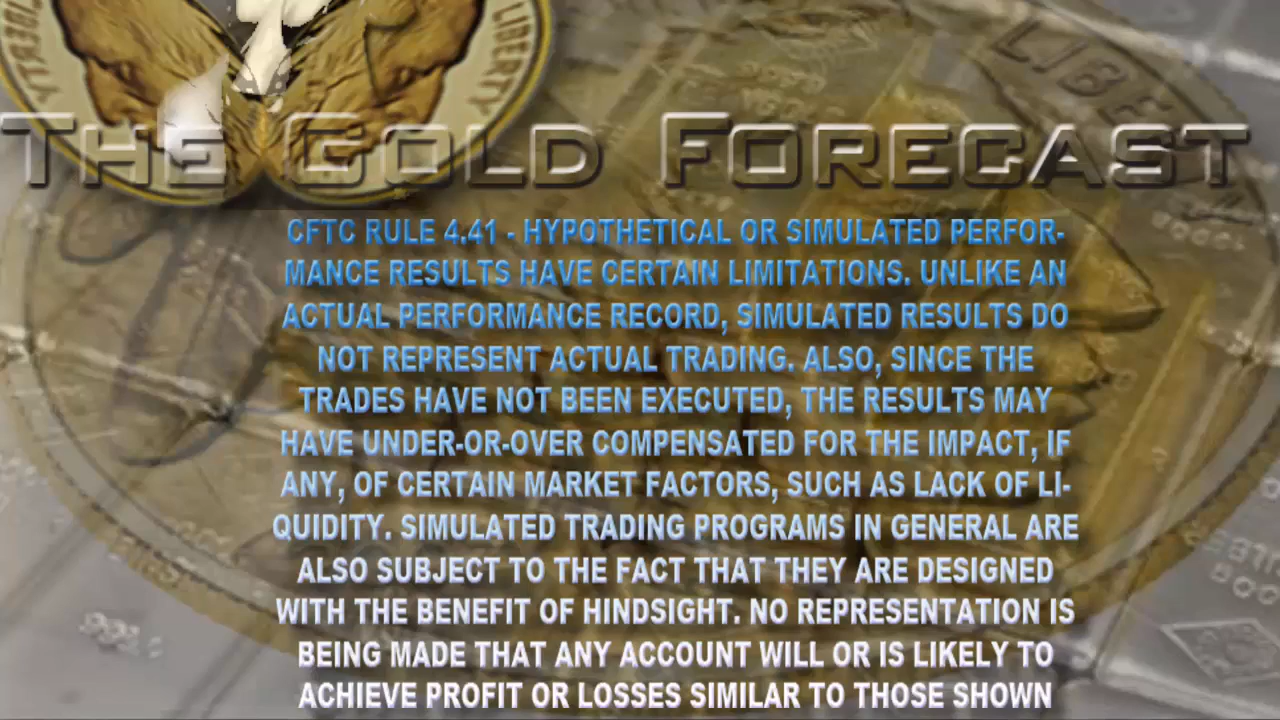 LIBERTY
LIBERTY
THE GOLD FORECAST
CFTC RULE 4.41 - HYPOTHETICAL OR SIMULATED PERFOR-
MANCE RESULTS HAVE CERTAIN LIMITATIONS. UNLIKE AN
ACTUAL PERFORMANCE RECORD, SIMULATED RESULTS DO
NOT REPRESENT ACTUAL TRADING. ALSO, SINCE THE
TRADES HAVE NOT BEEN EXECUTED, THE RESULTS MAY
HAVE UNDER-OR-OVER COMPENSATED FOR THE IMPACT, IF
ANY, OF CERTAIN MARKET FACTORS, SUCH AS LACK OF LI-
QUIDITY. SIMULATED TRADING PROGRAMS IN GENERAL ARE
ALSO SUBJECT TO THE FACT THAT THEY ARE DESIGNED
WITH THE BENEFIT OF HINDSIGHT. NO REPRESENTATION IS
BEING MADE THAT ANY ACCOUNT WILL OR IS LIKELY TO
ACHIEVE PROFIT OR LOSSES SIMILAR TO THOSE SHOWN